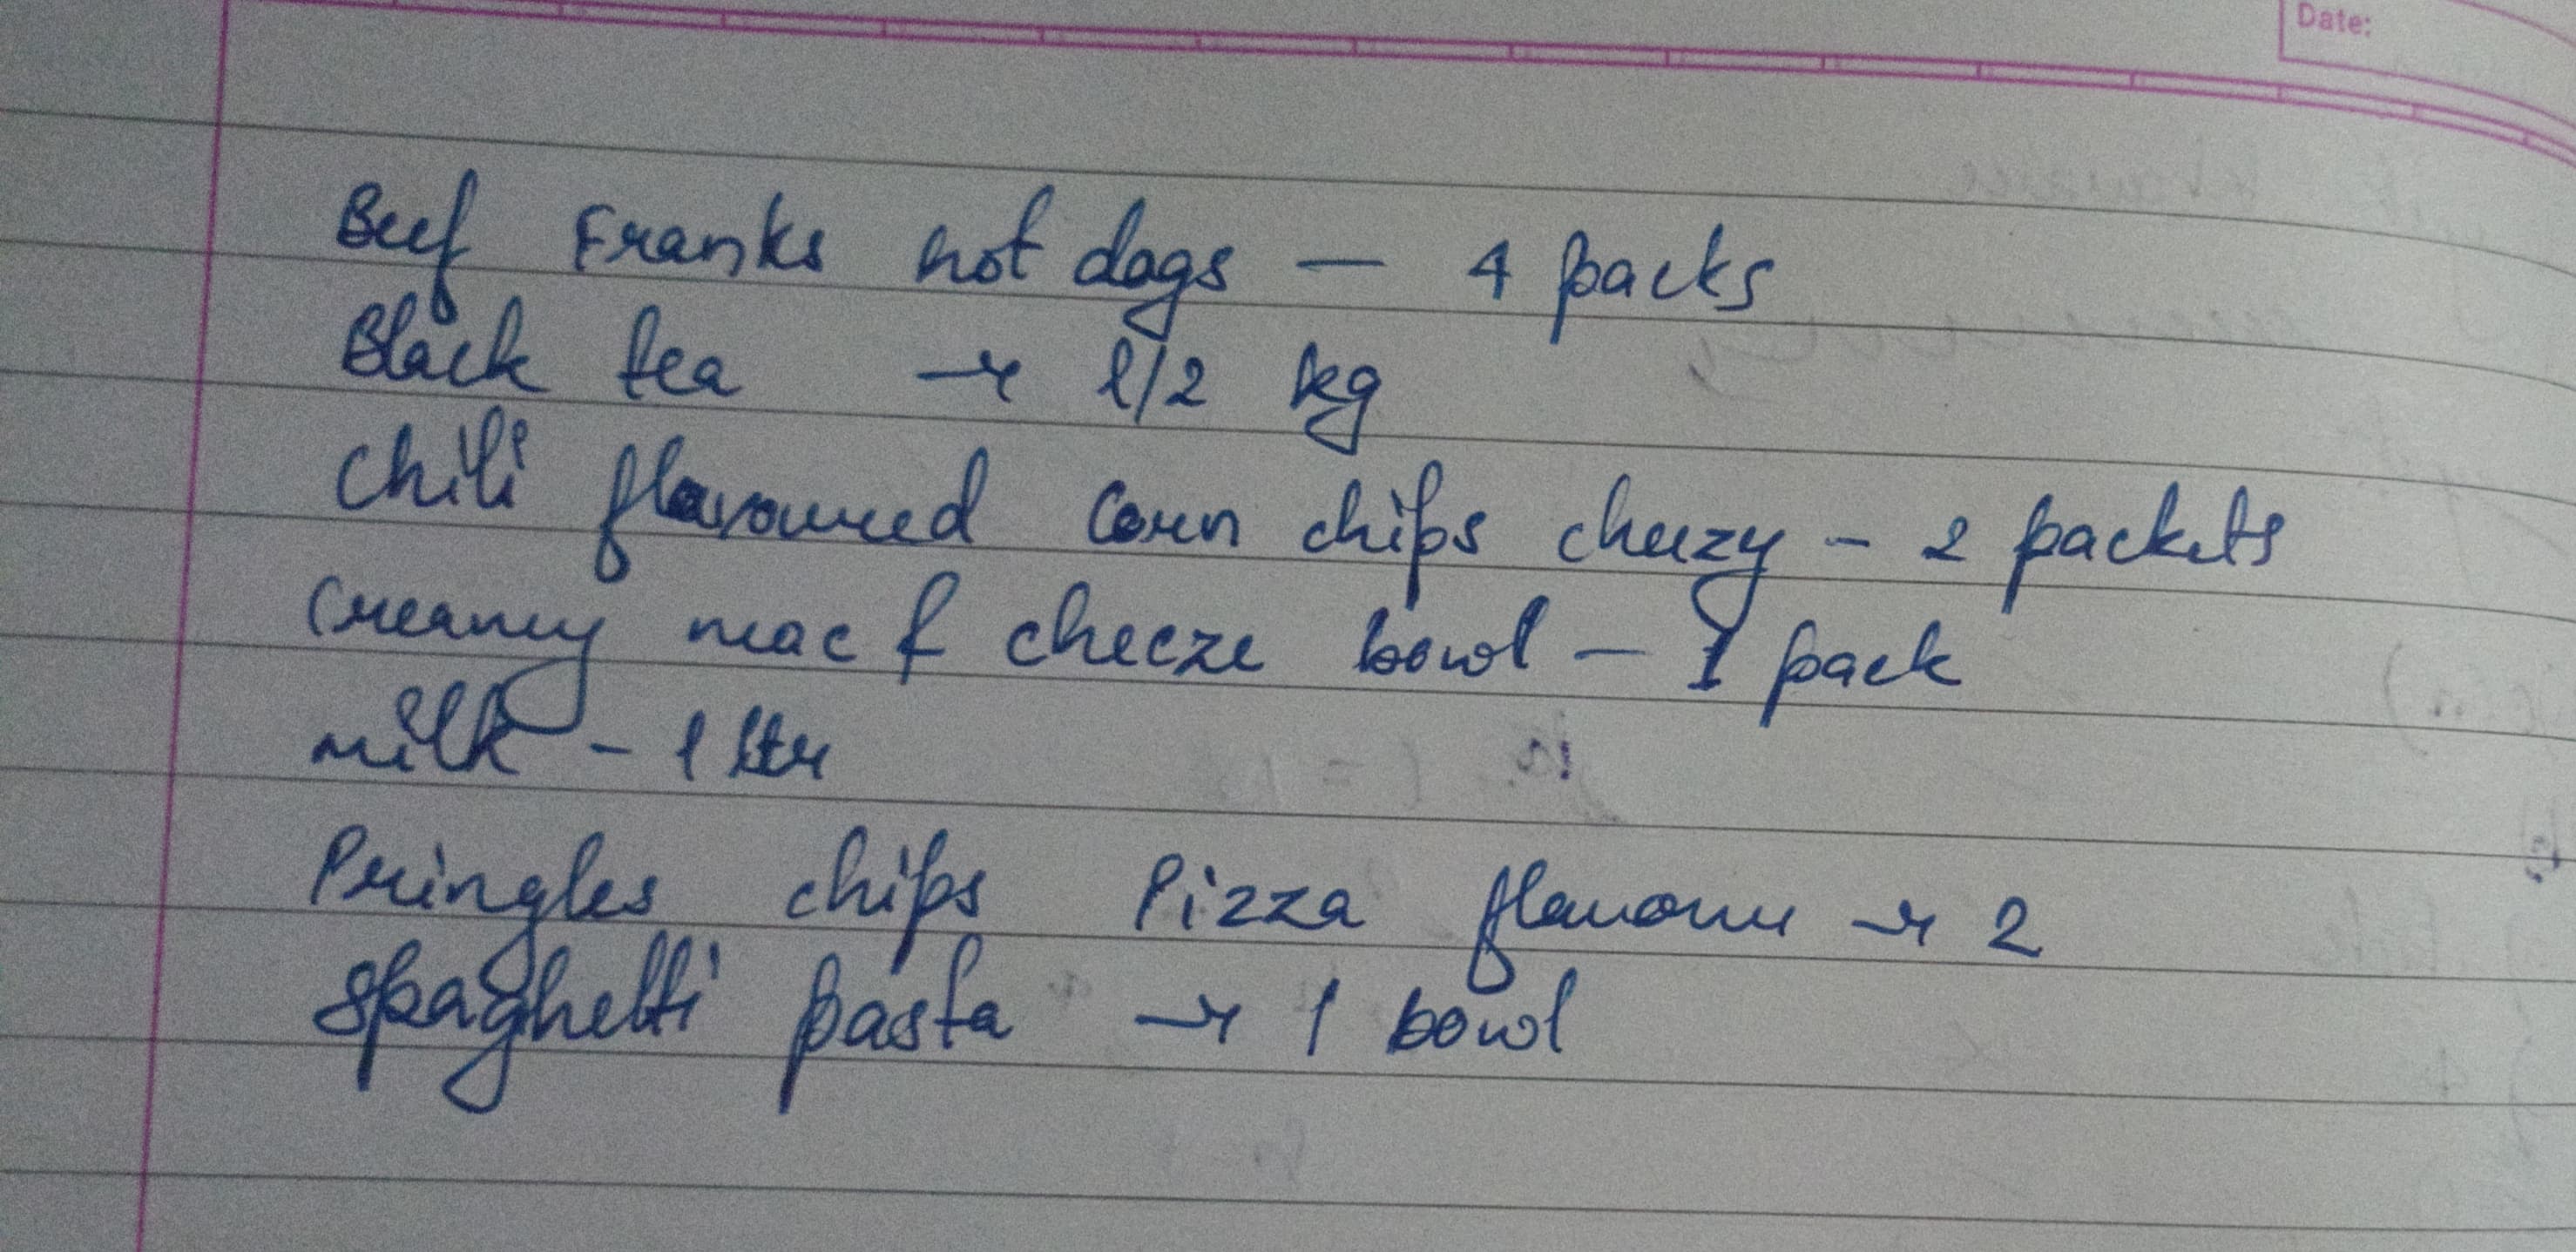 Date:
Beef Franks hot dogs — 4 packs
Black tea → 1/2 kg
Chili flavoured Corn chips cheezy - 2 packets
Creamy mac & cheeze bowl — 1 pack
milk - 1 ltr
Pringles chips Pizza flavour → 2
Spaghetti pasta → 1 bowl